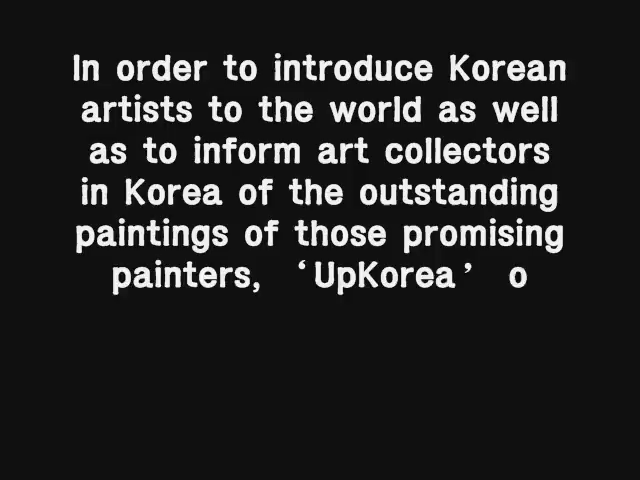 In order to introduce Korean
artists to the world as well
as to inform art collectors
in Korea of the outstanding
paintings of those promising
painters, ‘UpKorea’ o